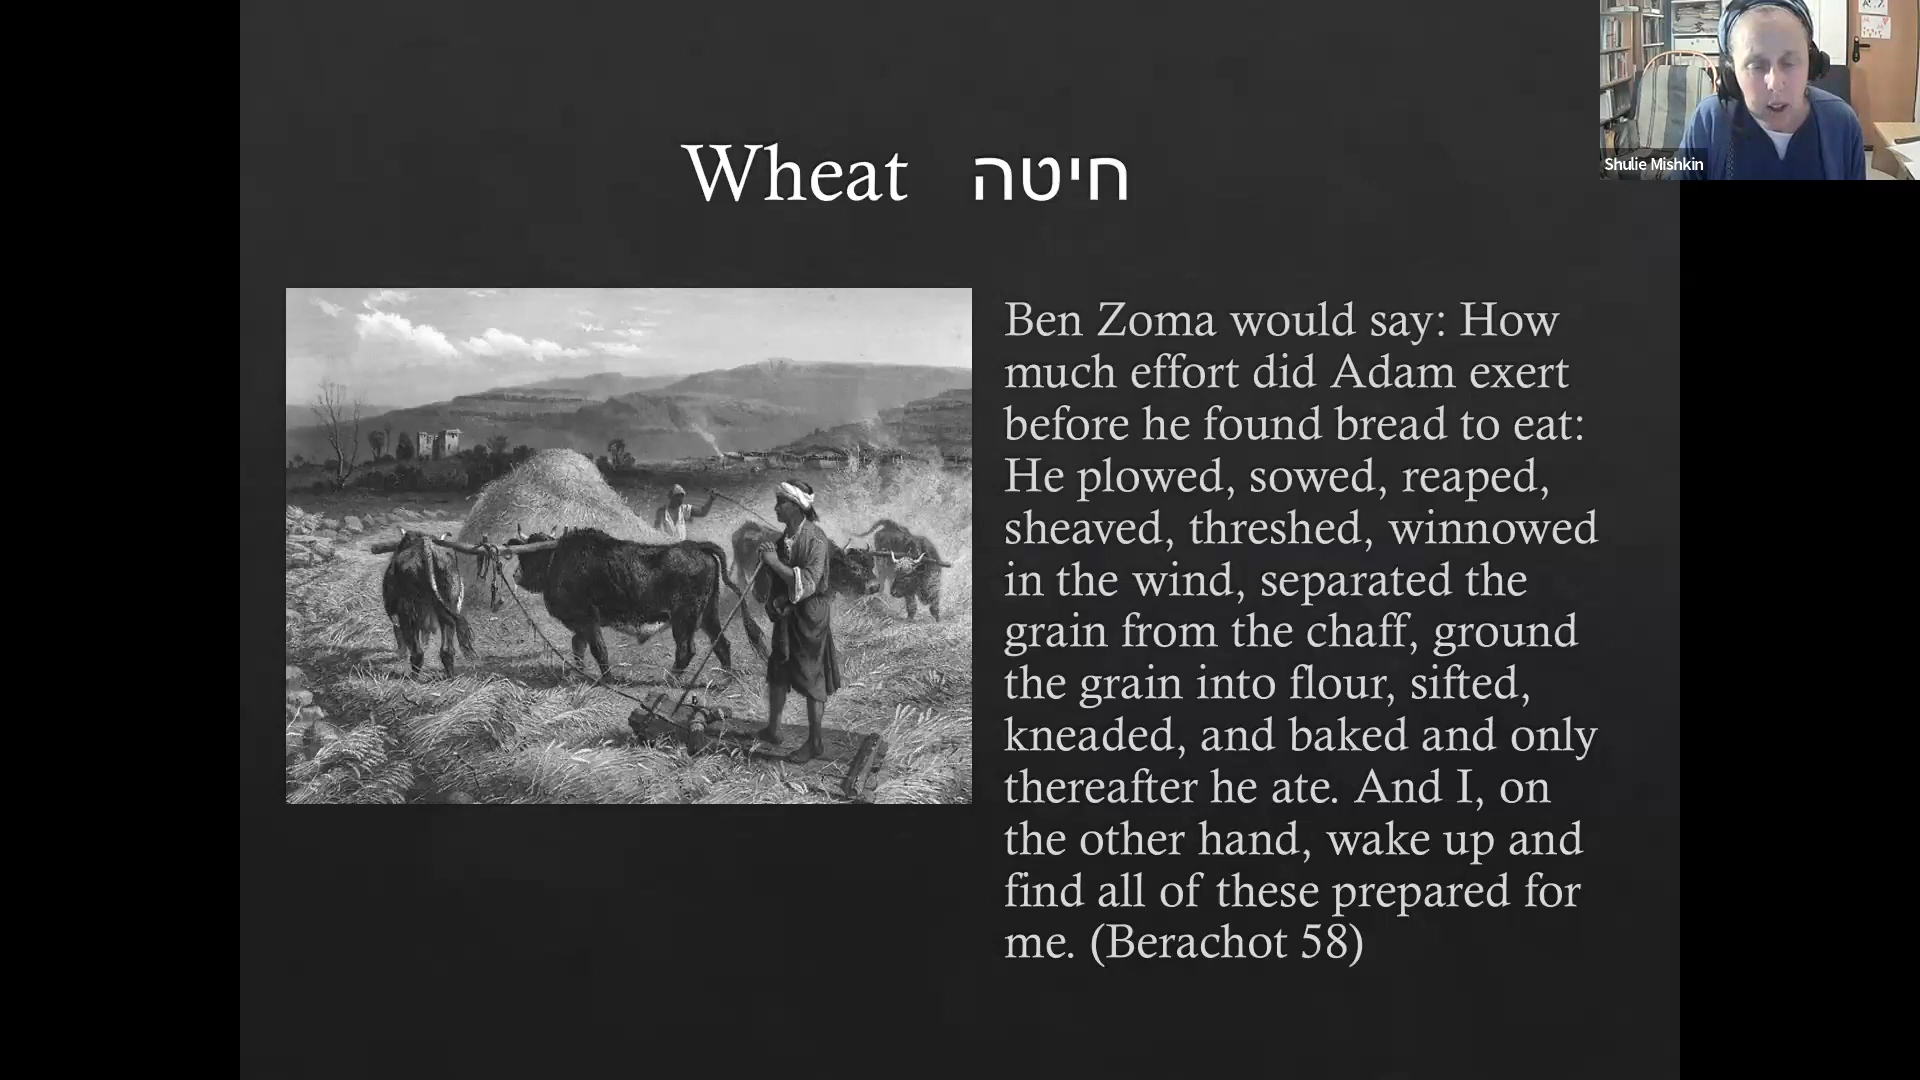 Wheat חיטה
Shulie Mishkin
Ben Zoma would say: How
much effort did Adam exert
before he found bread to eat:
He plowed, sowed, reaped,
sheaved, threshed, winnowed
in the wind, separated the
grain from the chaff, ground
the grain into flour, sifted,
kneaded, and baked and only
thereafter he ate. And I, on
the other hand, wake up and
find all of these prepared for
me. (Berachot 58)